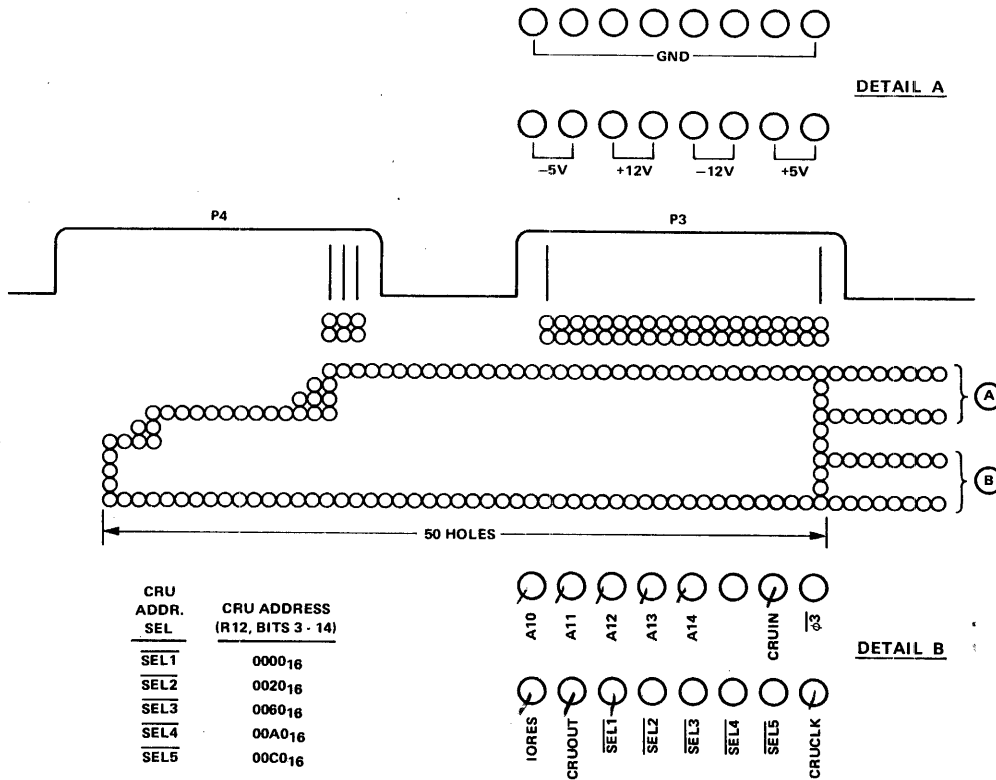 GND
DETAIL A
−5V +12V −12V +5V
P4 P3
A
B
50 HOLES
CRU
ADDR.
SEL
CRU ADDRESS
(R12, BITS 3 - 14)
SEL1 0000₁₆
SEL2 0020₁₆
SEL3 0060₁₆
SEL4 00A0₁₆
SEL5 00C0₁₆
A10 A11 A12 A13 A14 CRUIN φ3
DETAIL B
IORES CRUOUT SEL1 SEL2 SEL3 SEL4 SEL5 CRUCLK